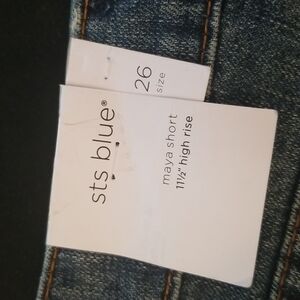 26
size
sts blue®
maya short
11½" high rise